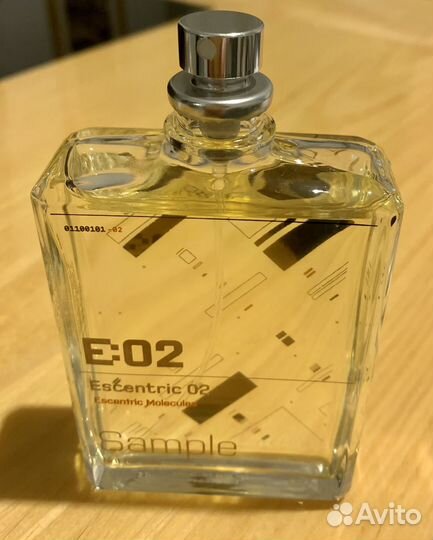 01100101=02
E:02
Escentric 02
Escentric Molecules
Sample
Avito